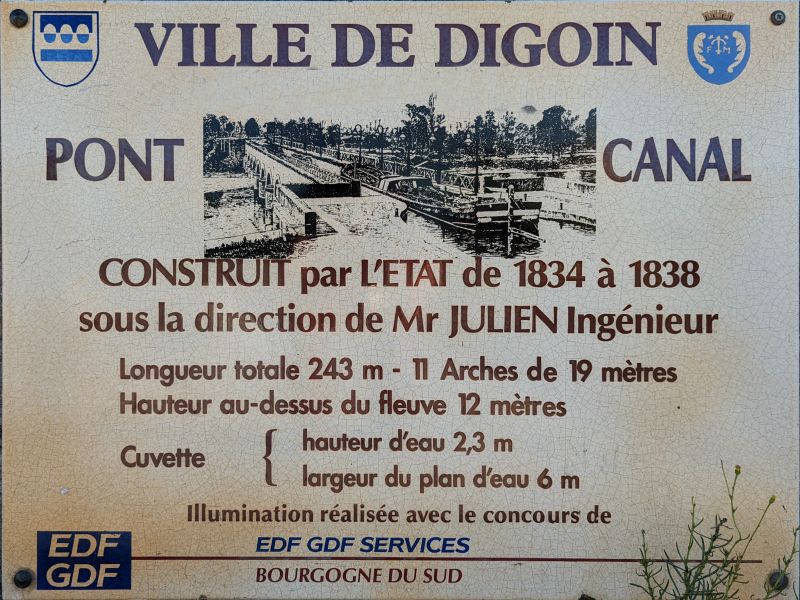 VILLE DE DIGOIN
PONT CANAL
CONSTRUIT par L'ETAT de 1834 à 1838
sous la direction de Mr JULIEN Ingénieur
Longueur totale 243 m - 11 Arches de 19 mètres
Hauteur au-dessus du fleuve 12 mètres
Cuvette { hauteur d'eau 2,3 m
largeur du plan d'eau 6 m
Illumination réalisée avec le concours de
EDF GDF SERVICES
BOURGOGNE DU SUD
EDF
GDF